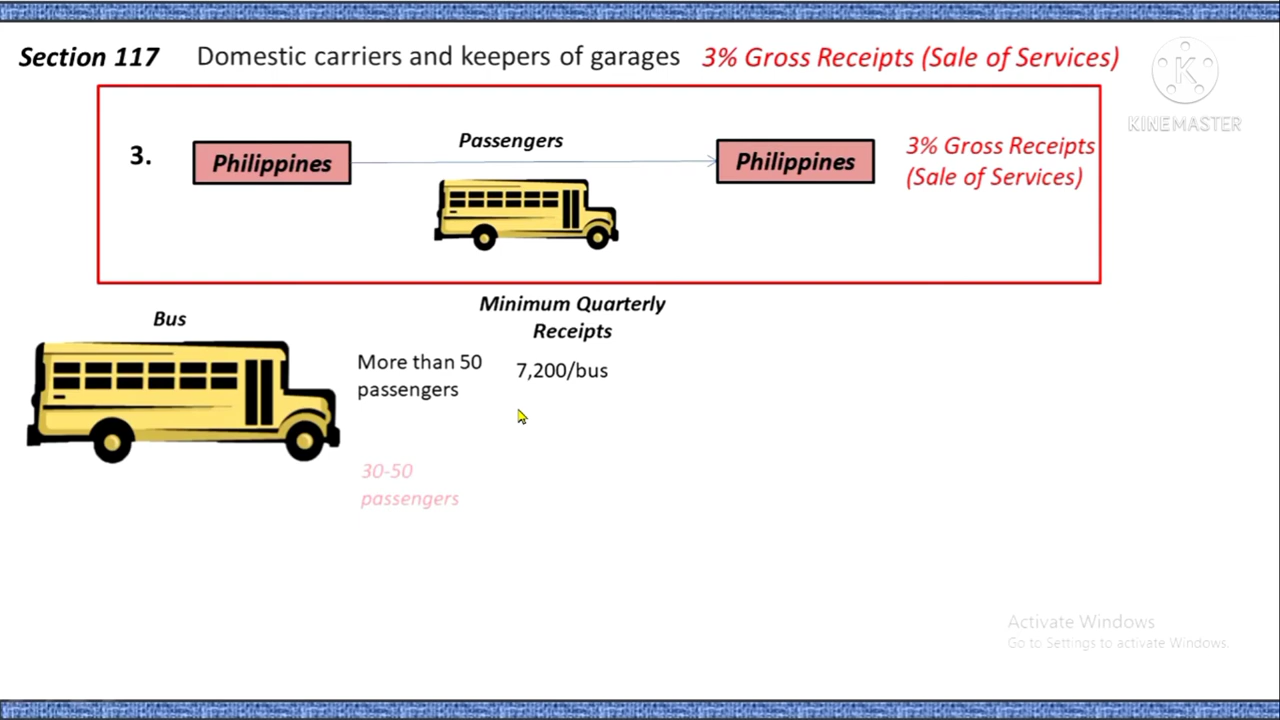 Section 117 Domestic carriers and keepers of garages 3% Gross Receipts (Sale of Services)
K
KINEMASTER
3. Philippines Passengers Philippines 3% Gross Receipts
(Sale of Services)
Bus
Minimum Quarterly
Receipts
More than 50
passengers
7,200/bus
30-50
passengers
Activate Windows
Go to Settings to activate Windows.